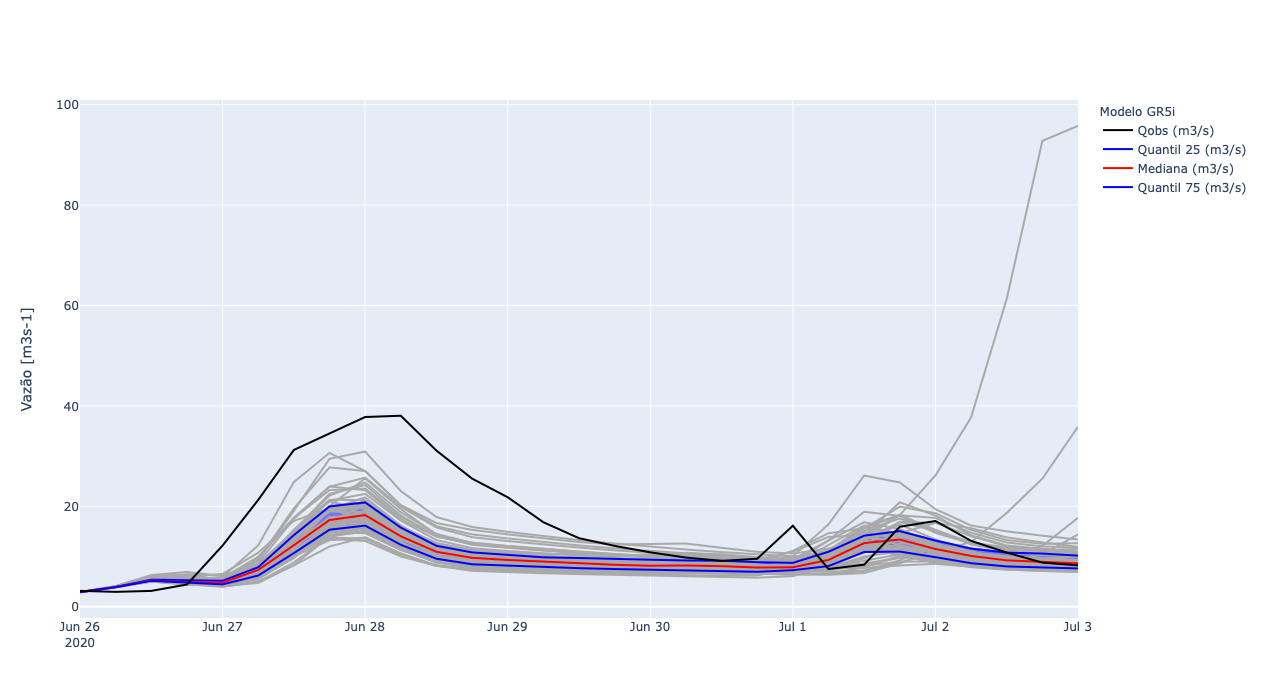 Modelo GR5i
Qobs (m3/s)
Quantil 25 (m3/s)
Mediana (m3/s)
Quantil 75 (m3/s)
Vazão [m3s-1]
100
80
60
40
20
0
Jun 26
2020
Jun 27
Jun 28
Jun 29
Jun 30
Jul 1
Jul 2
Jul 3